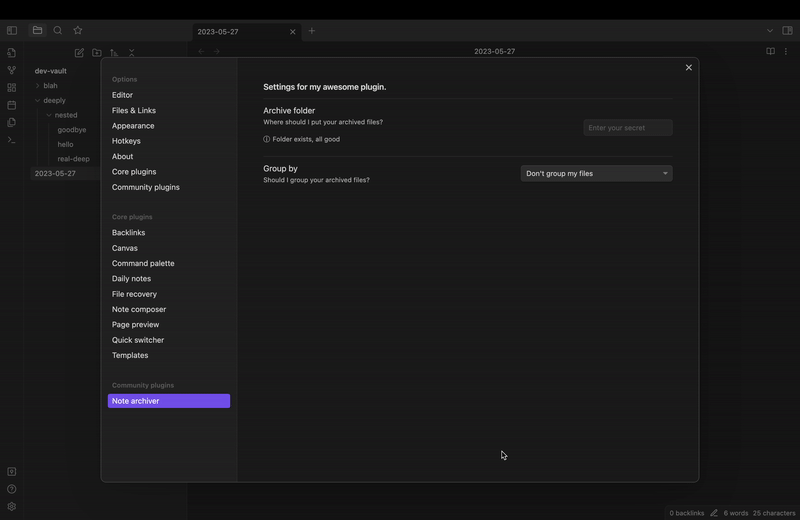 2023-05-27
2023-05-27
dev-vault
blah
deeply
nested
goodbye
hello
real-deep
2023-05-27
Options
Editor
Files & Links
Appearance
Hotkeys
About
Core plugins
Community plugins
Core plugins
Backlinks
Canvas
Command palette
Daily notes
File recovery
Note composer
Page preview
Quick switcher
Templates
Community plugins
Note archiver
Settings for my awesome plugin.
Archive folder
Where should I put your archived files?
Enter your secret
Folder exists, all good
Group by
Should I group your archived files?
Don't group my files
0 backlinks 6 words 25 characters